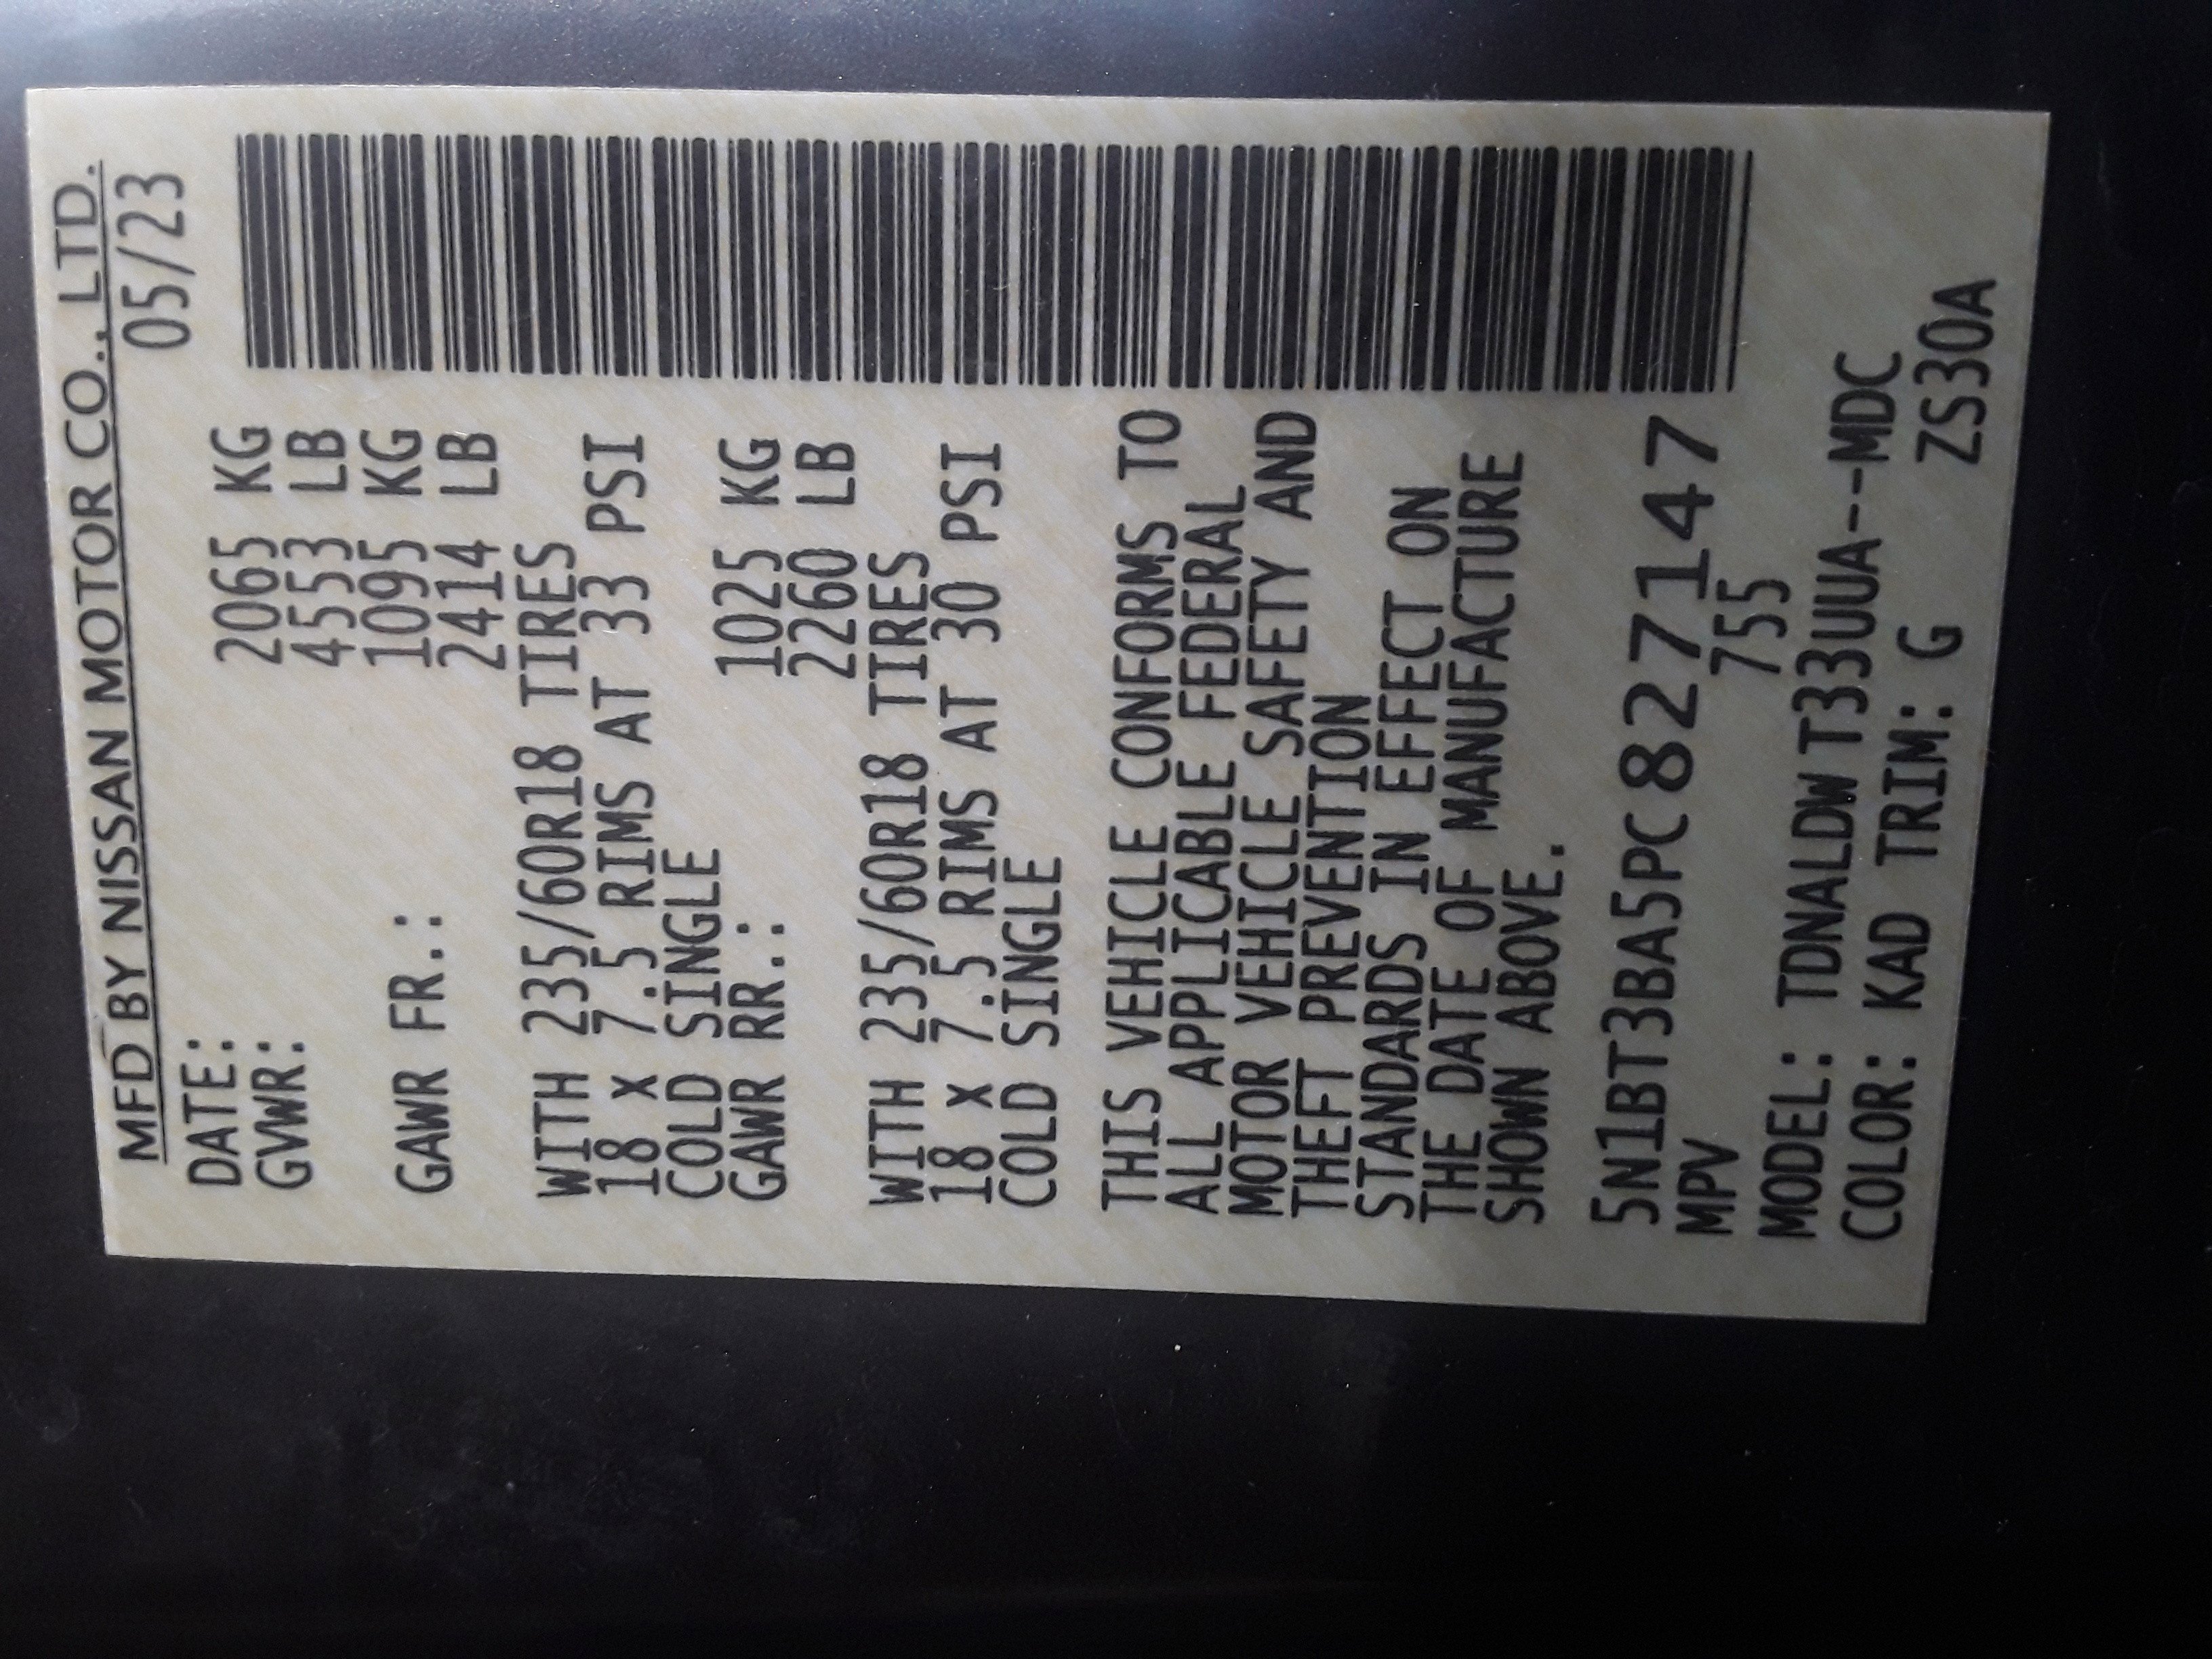 MFD BY NISSAN MOTOR CO., LTD.
DATE: 05/23
GVWR: 2065 KG
4553 LB
GAWR FR.: 1095 KG
2414 LB
WITH 235/60R18 TIRES
18 x 7.5 RIMS AT 33 PSI
COLD SINGLE
GAWR RR.: 1025 KG
2260 LB
WITH 235/60R18 TIRES
18 x 7.5 RIMS AT 30 PSI
COLD SINGLE
THIS VEHICLE CONFORMS TO
ALL APPLICABLE FEDERAL
MOTOR VEHICLE SAFETY AND
THEFT PREVENTION
STANDARDS IN EFFECT ON
THE DATE OF MANUFACTURE
SHOWN ABOVE.
5N1BT3BA5PC827147
MPV 755
MODEL: TDNALDW T33UUA--MDC
COLOR: KAD TRIM: G ZS30A